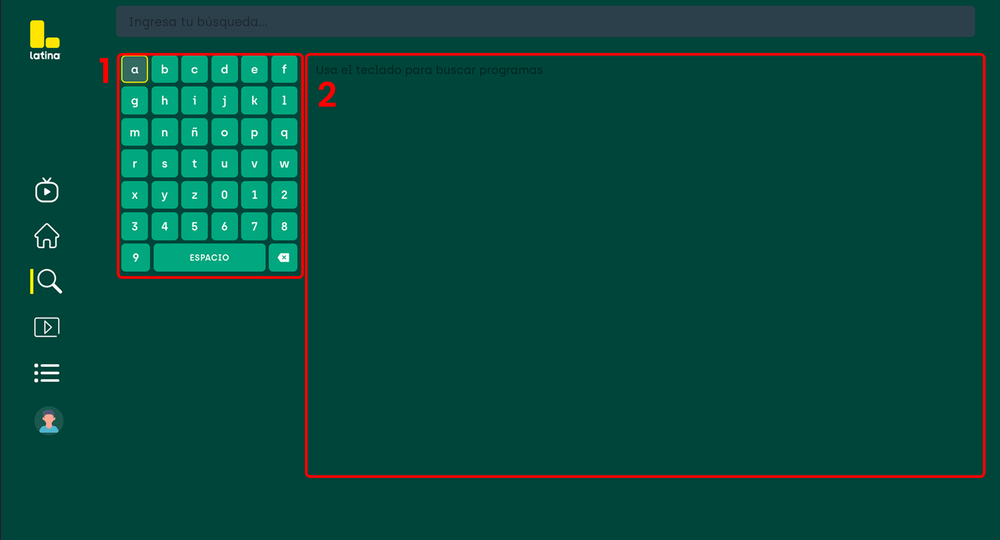 Ingresa tu búsqueda...
latina
1
a b c d e f
g h i j k l
m n ñ o p q
r s t u v w
x y z 0 1 2
3 4 5 6 7 8
9 ESPACIO
Usa el teclado para buscar programas
2